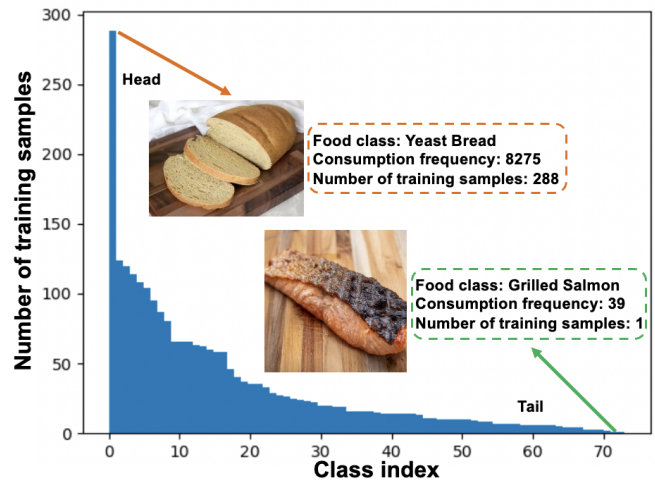 300
250
200
150
100
50
0
Number of training samples
Head
Food class: Yeast Bread
Consumption frequency: 8275
Number of training samples: 288
Food class: Grilled Salmon
Consumption frequency: 39
Number of training samples: 1
Tail
0 10 20 30 40 50 60 70
Class index